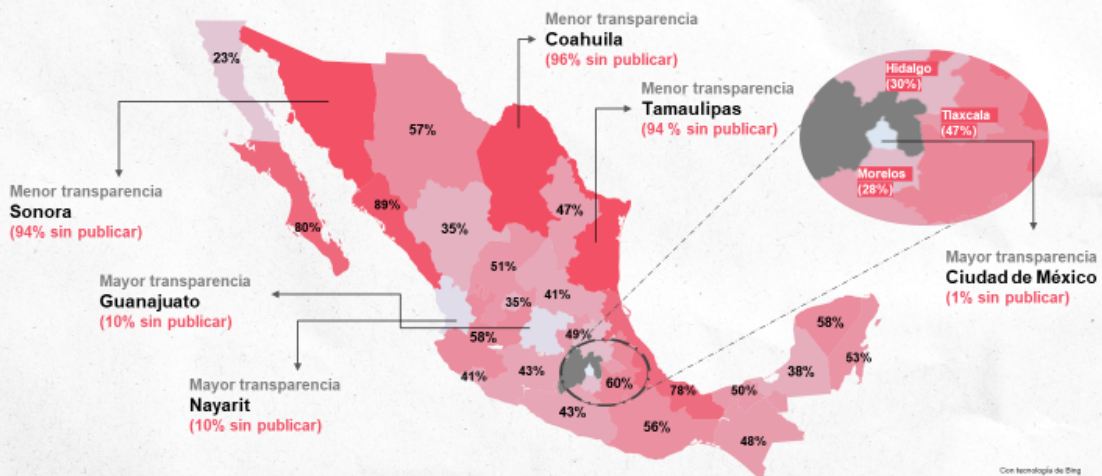 Menor transparencia
Coahuila
(96% sin publicar)
Menor transparencia
Tamaulipas
(94 % sin publicar)
Menor transparencia
Sonora
(94% sin publicar)
Mayor transparencia
Guanajuato
(10% sin publicar)
Mayor transparencia
Nayarit
(10% sin publicar)
Hidalgo
(30%)
Tlaxcala
(47%)
Morelos
(28%)
Mayor transparencia
Ciudad de México
(1% sin publicar)
23%
57%
89%
80%
35%
47%
51%
35%
41%
58%
49%
41%
43%
60%
43%
56%
78%
50%
48%
38%
58%
53%
Con tecnología de Bing